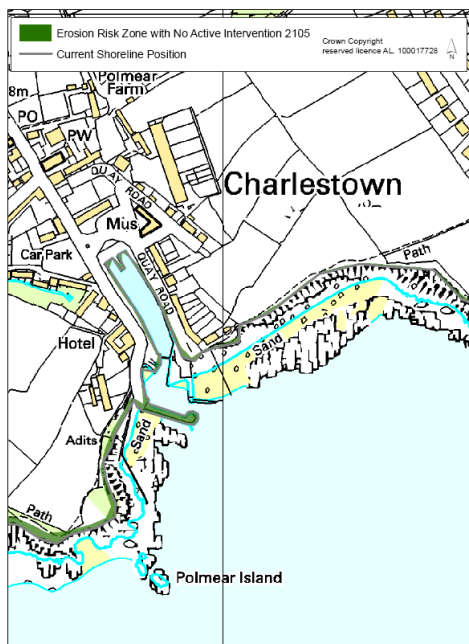 Erosion Risk Zone with No Active Intervention 2105
Current Shoreline Position
Crown Copyright
reserved licence AL. 100017728
N
Polmear
Farm
8m
PO
PW
QUAY ROAD
Charlestown
Mus
Car Park
QUAY ROAD
Path
Hotel
Sand
Adits
Sand
Path
Polmear Island